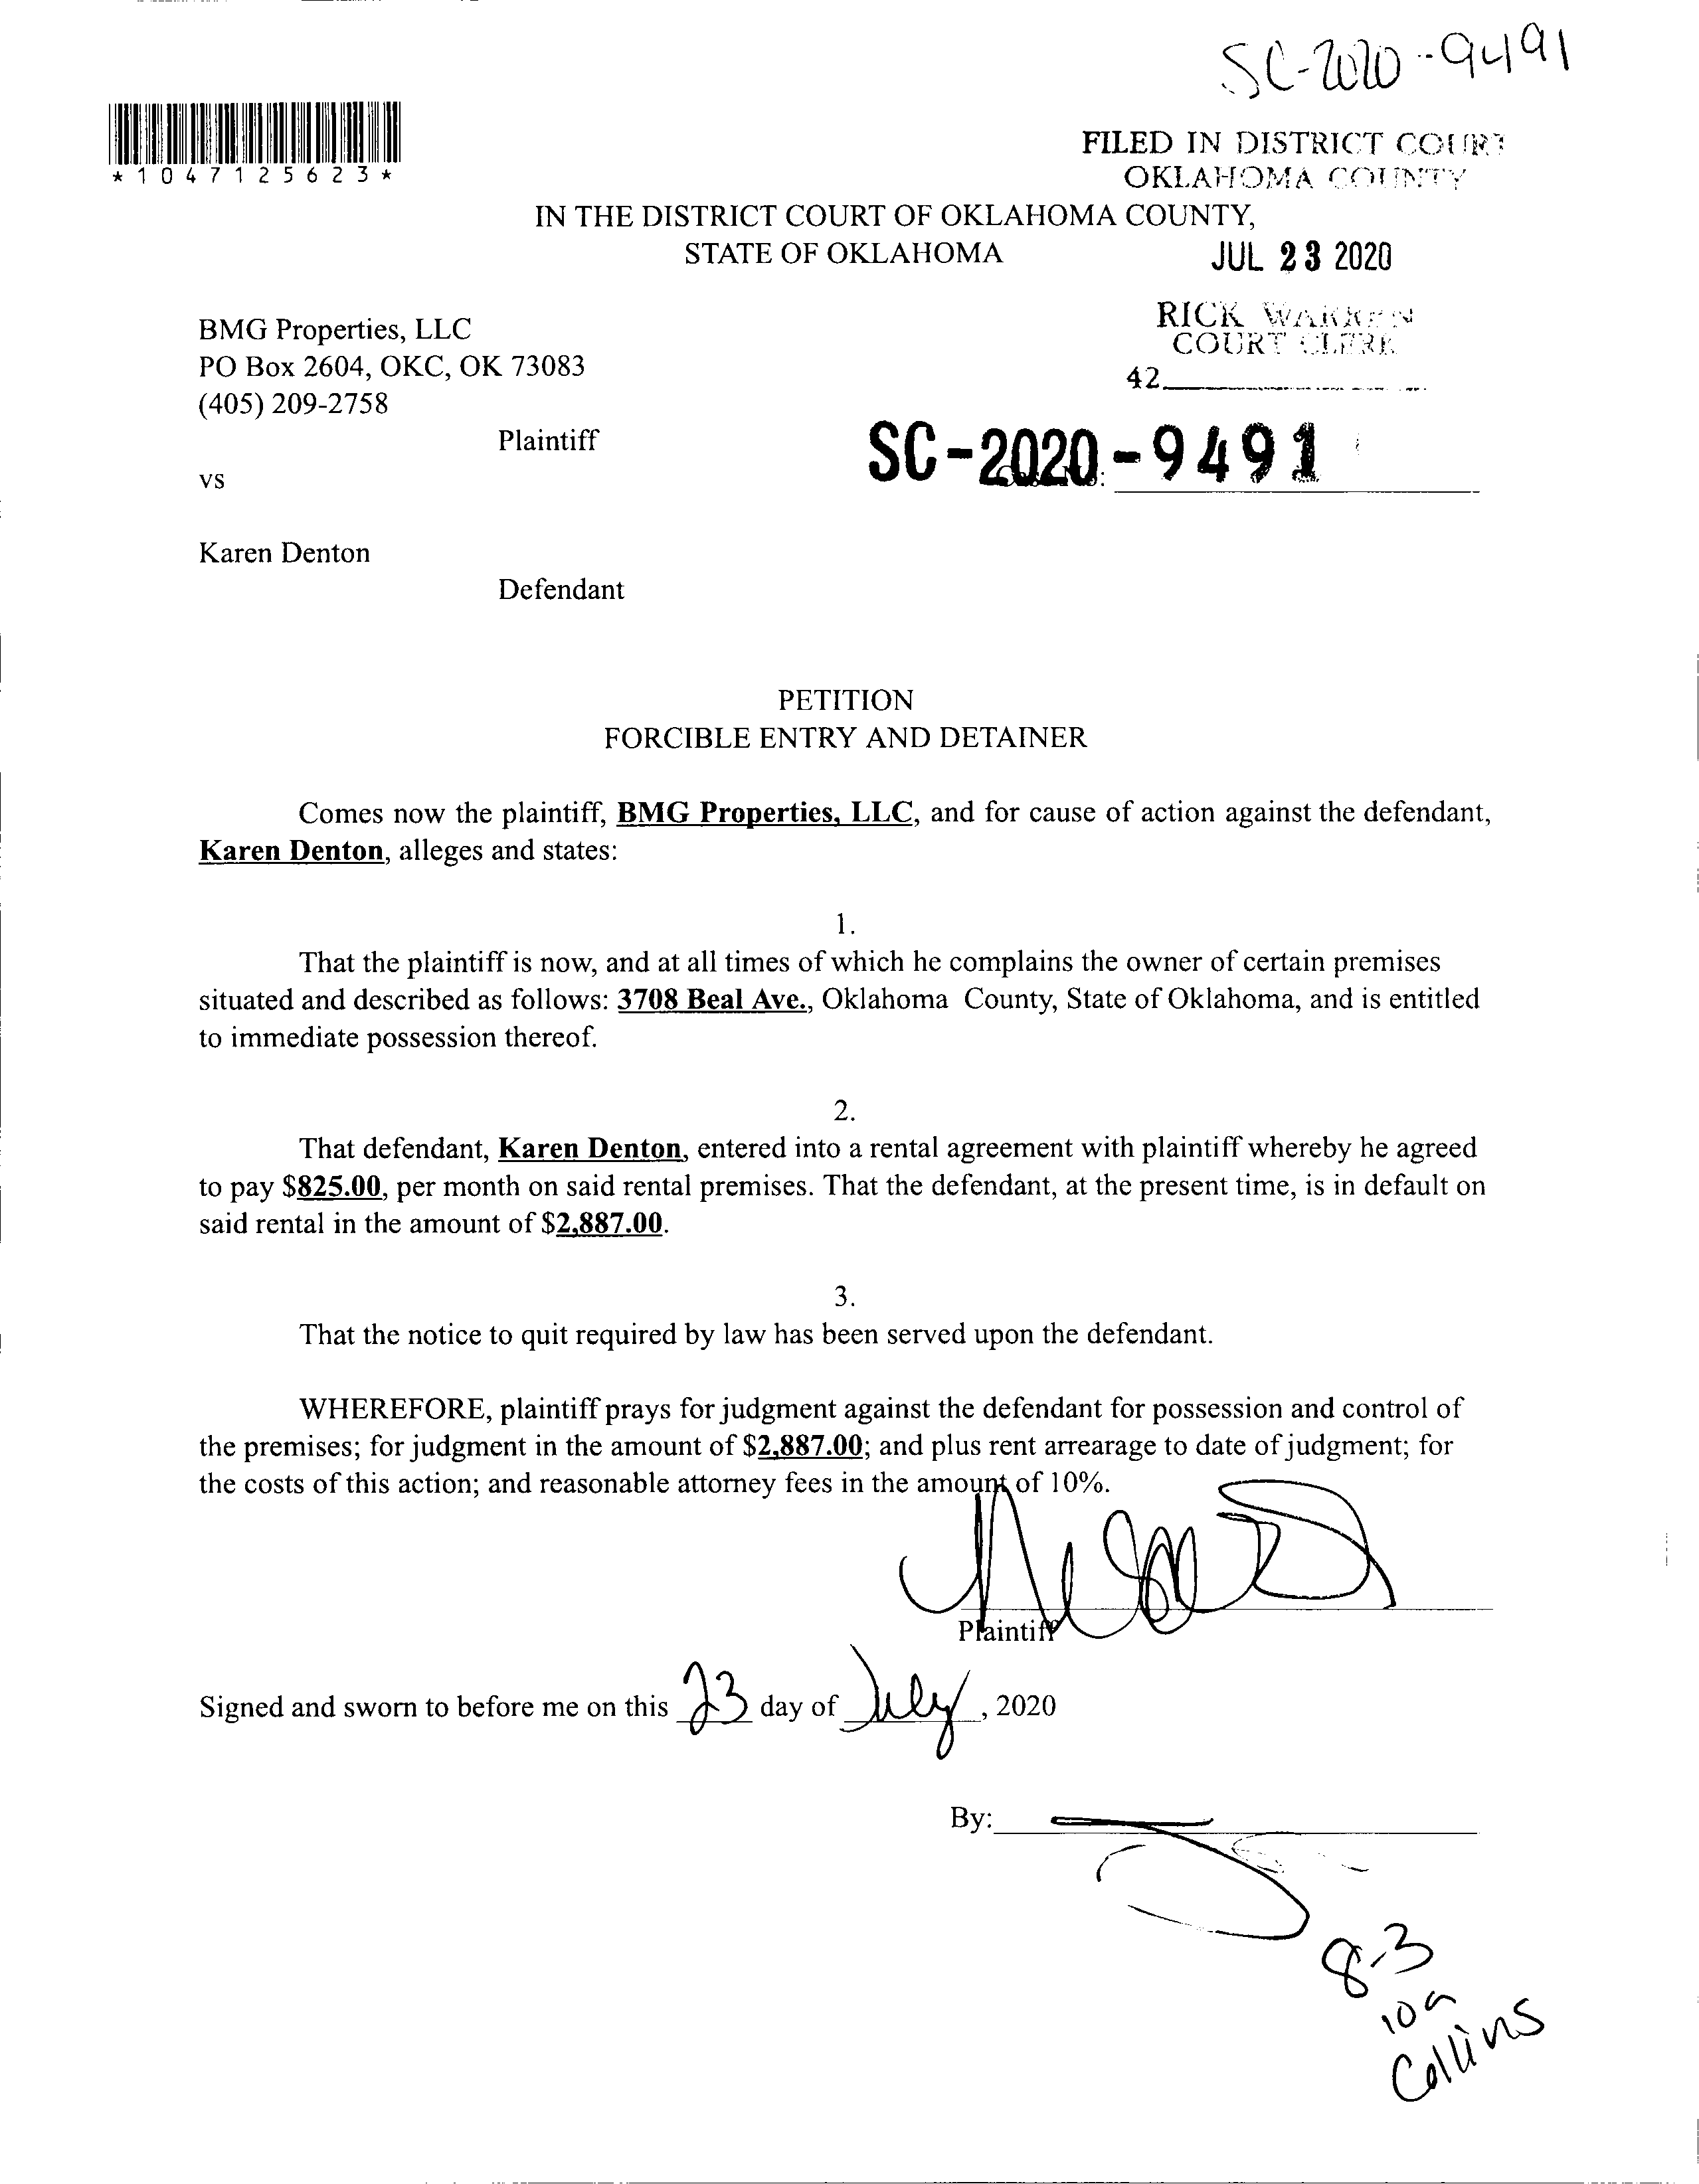 SC-2020-9491
*1047125623*
FILED IN DISTRICT COURT
OKLAHOMA COUNTY
IN THE DISTRICT COURT OF OKLAHOMA COUNTY,
STATE OF OKLAHOMA
JUL 23 2020
RICK WARREN
COURT CLERK
42
BMG Properties, LLC
PO Box 2604, OKC, OK 73083
(405) 209-2758
Plaintiff
SC-2020-9491
vs
Karen Denton
Defendant
PETITION
FORCIBLE ENTRY AND DETAINER
Comes now the plaintiff, BMG Properties, LLC, and for cause of action against the defendant,
Karen Denton, alleges and states:
1.
That the plaintiff is now, and at all times of which he complains the owner of certain premises
situated and described as follows: 3708 Beal Ave., Oklahoma County, State of Oklahoma, and is entitled
to immediate possession thereof.
2.
That defendant, Karen Denton, entered into a rental agreement with plaintiff whereby he agreed
to pay $825.00, per month on said rental premises. That the defendant, at the present time, is in default on
said rental in the amount of $2,887.00.
3.
That the notice to quit required by law has been served upon the defendant.
WHEREFORE, plaintiff prays for judgment against the defendant for possession and control of
the premises; for judgment in the amount of $2,887.00; and plus rent arrearage to date of judgment; for
the costs of this action; and reasonable attorney fees in the amount of 10%.
Plaintiff
Signed and sworn to before me on this 23 day of July, 2020
By:
8-3
10a
Collins